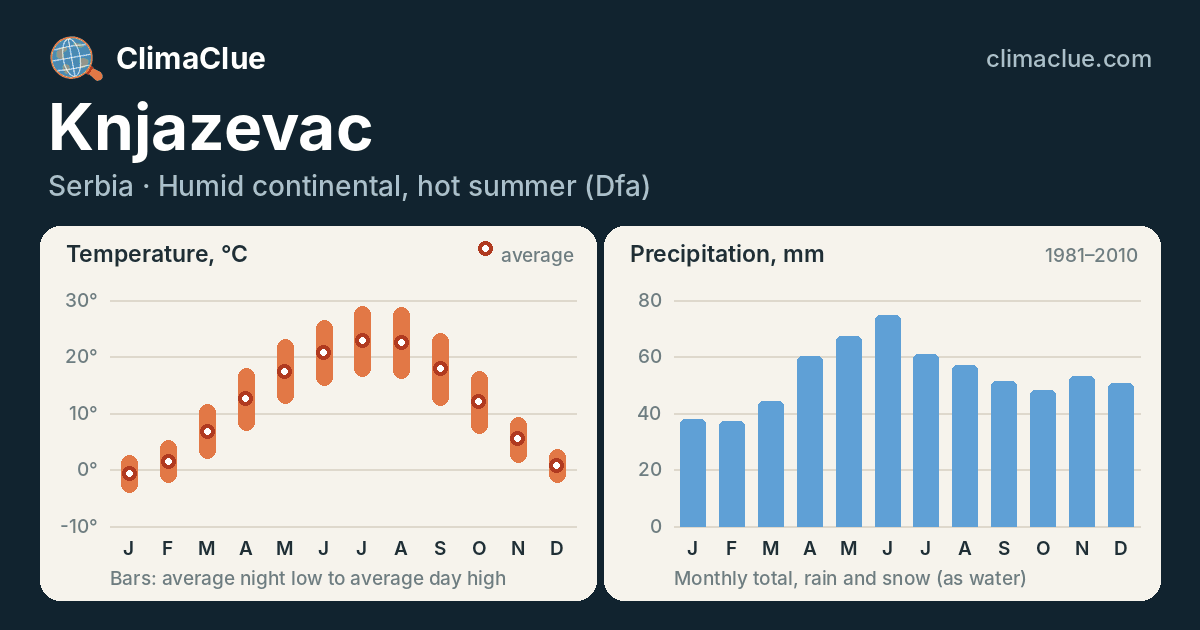 ClimaClue
climaclue.com
Knjazevac
Serbia · Humid continental, hot summer (Dfa)
Temperature, °C
average
30°
20°
10°
0°
-10°
J F M A M J J A S O N D
Bars: average night low to average day high
Precipitation, mm
1981–2010
80
60
40
20
0
J F M A M J J A S O N D
Monthly total, rain and snow (as water)